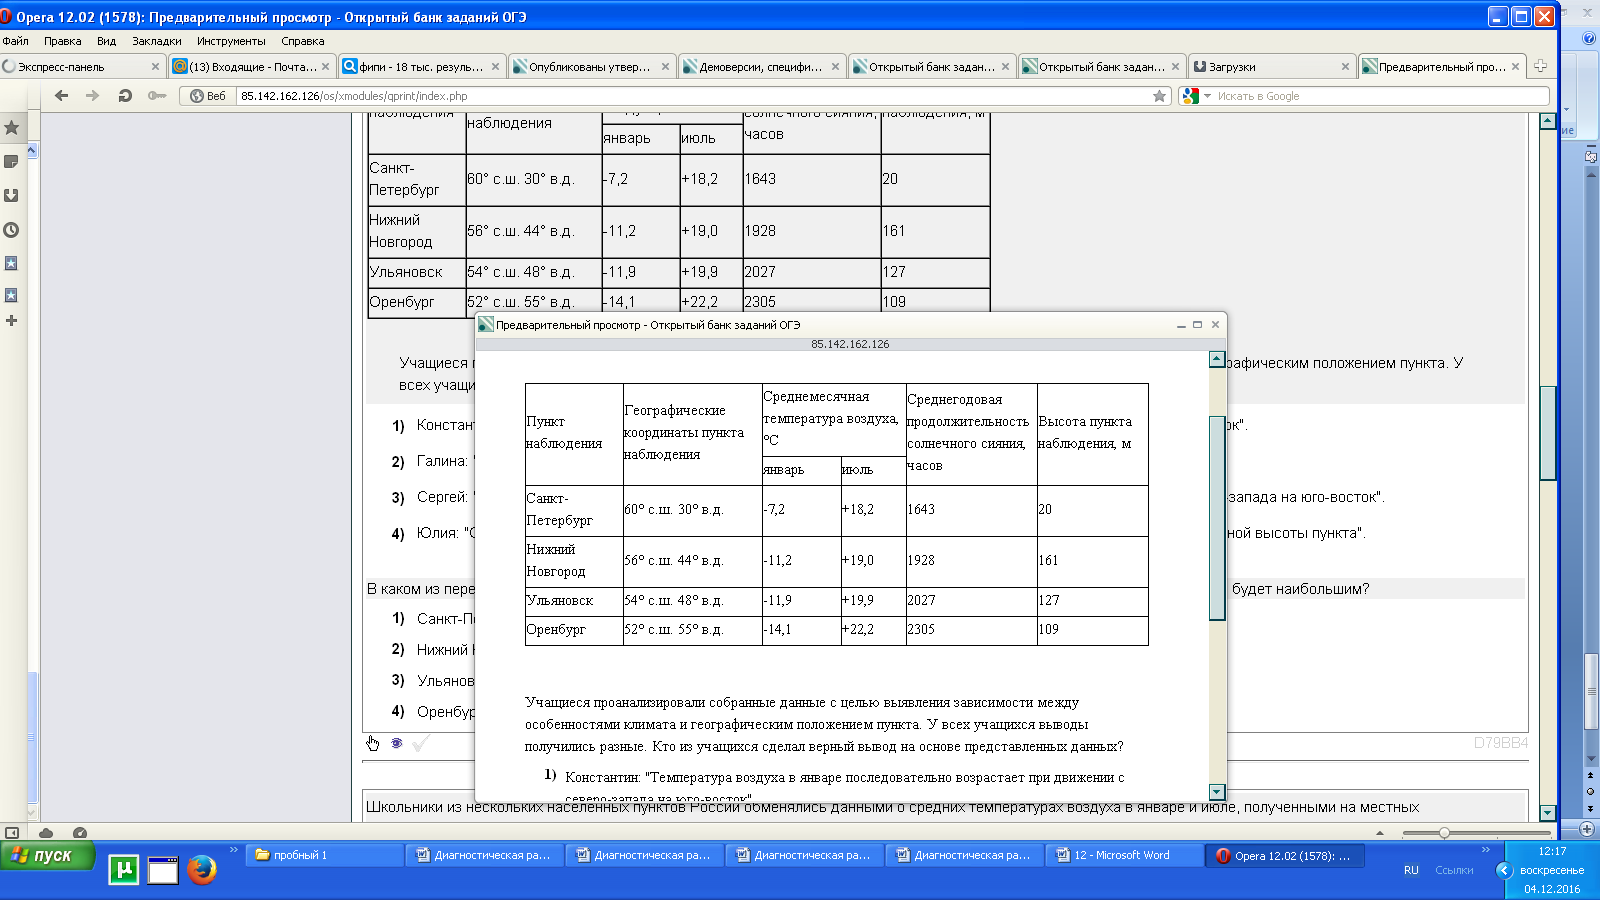 Opera 12.02 (1578): Предварительный просмотр - Открытый банк заданий ОГЭ
Файл Правка Вид Закладки Инструменты Справка
Экспресс-панель
(13) Входящие - Почта...
фипи - 18 тыс. резуль...
Опубликованы утвер...
Демоверсии, специфи...
Открытый банк задан...
Открытый банк задан...
Загрузки
Предварительный про...
Веб 85.142.162.126/os/xmodules/qprint/index.php
Искать в Google
наблюдения
наблюдения
солнечного сияния,
наблюдения, м
часов
январь июль
Санкт-
Петербург
60° с.ш. 30° в.д. -7,2 +18,2 1643 20
Нижний
Новгород
56° с.ш. 44° в.д. -11,2 +19,0 1928 161
Ульяновск 54° с.ш. 48° в.д. -11,9 +19,9 2027 127
Оренбург 52° с.ш. 55° в.д. -14,1 +22,2 2305 109
Учащиеся
рафическим положением пункта. У
всех учащи
1) Констант
ок".
2) Галина: "
3) Сергей: "
-запада на юго-восток".
4) Юлия: "С
ной высоты пункта".
В каком из пере
будет наибольшим?
1) Санкт-П
2) Нижний
3) Ульянов
4) Оренбур
D79BB4
Школьники из нескольких населённых пунктов России обменялись данными о средних температурах воздуха в январе и июле, полученными на местных
Предварительный просмотр - Открытый банк заданий ОГЭ
85.142.162.126
Пункт
наблюдения
Географические
координаты пункта
наблюдения
Среднемесячная
температура воздуха,
°С
январь июль
Среднегодовая
продолжительность
солнечного сияния,
часов
Высота пункта
наблюдения, м
Санкт-
Петербург
60° с.ш. 30° в.д. -7,2 +18,2 1643 20
Нижний
Новгород
56° с.ш. 44° в.д. -11,2 +19,0 1928 161
Ульяновск 54° с.ш. 48° в.д. -11,9 +19,9 2027 127
Оренбург 52° с.ш. 55° в.д. -14,1 +22,2 2305 109
Учащиеся проанализировали собранные данные с целью выявления зависимости между
особенностями климата и географическим положением пункта. У всех учащихся выводы
получились разные. Кто из учащихся сделал верный вывод на основе представленных данных?
1) Константин: "Температура воздуха в январе последовательно возрастает при движении с
северо-запада на юго-восток".
пуск
пробный 1
Диагностическая ра...
Диагностическая ра...
Диагностическая ра...
Диагностическая ра...
12 - Microsoft Word
Opera 12.02 (1578): ...
RU Ссылки
12:17
воскресенье
04.12.2016